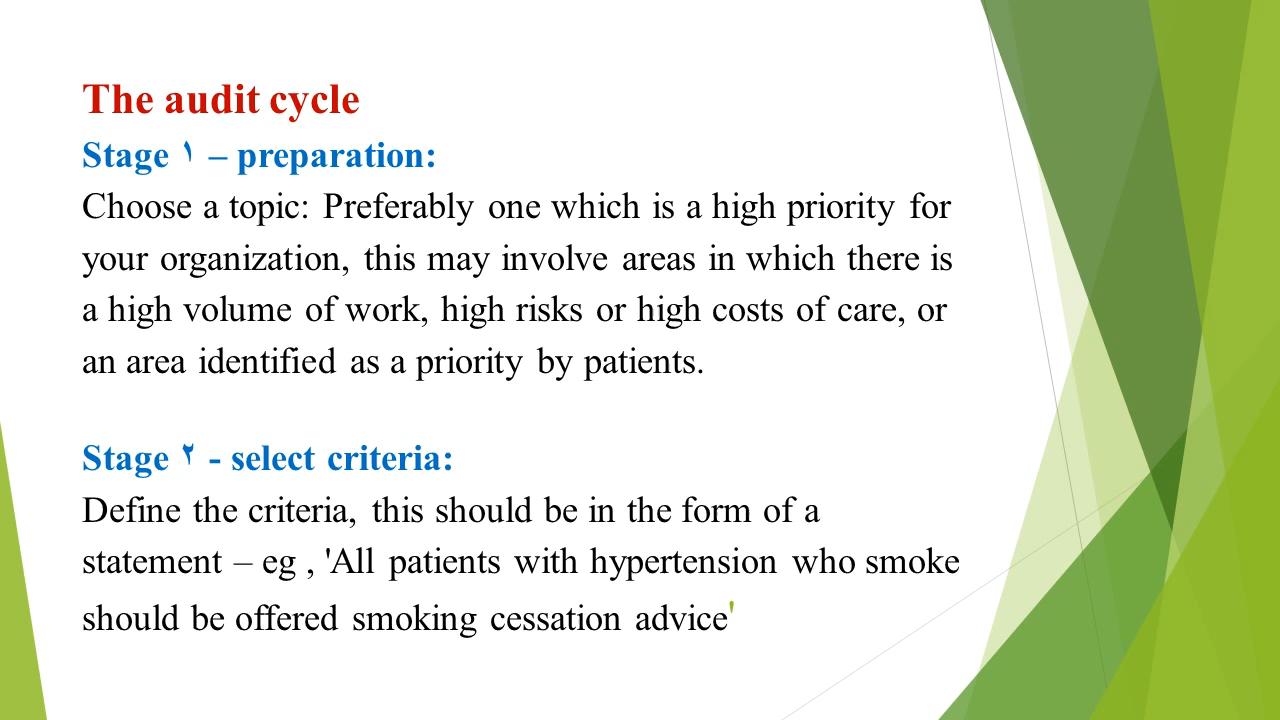 The audit cycle
Stage ١ – preparation:
Choose a topic: Preferably one which is a high priority for
your organization, this may involve areas in which there is
a high volume of work, high risks or high costs of care, or
an area identified as a priority by patients.
Stage ٢ - select criteria:
Define the criteria, this should be in the form of a
statement – eg , 'All patients with hypertension who smoke
should be offered smoking cessation advice'